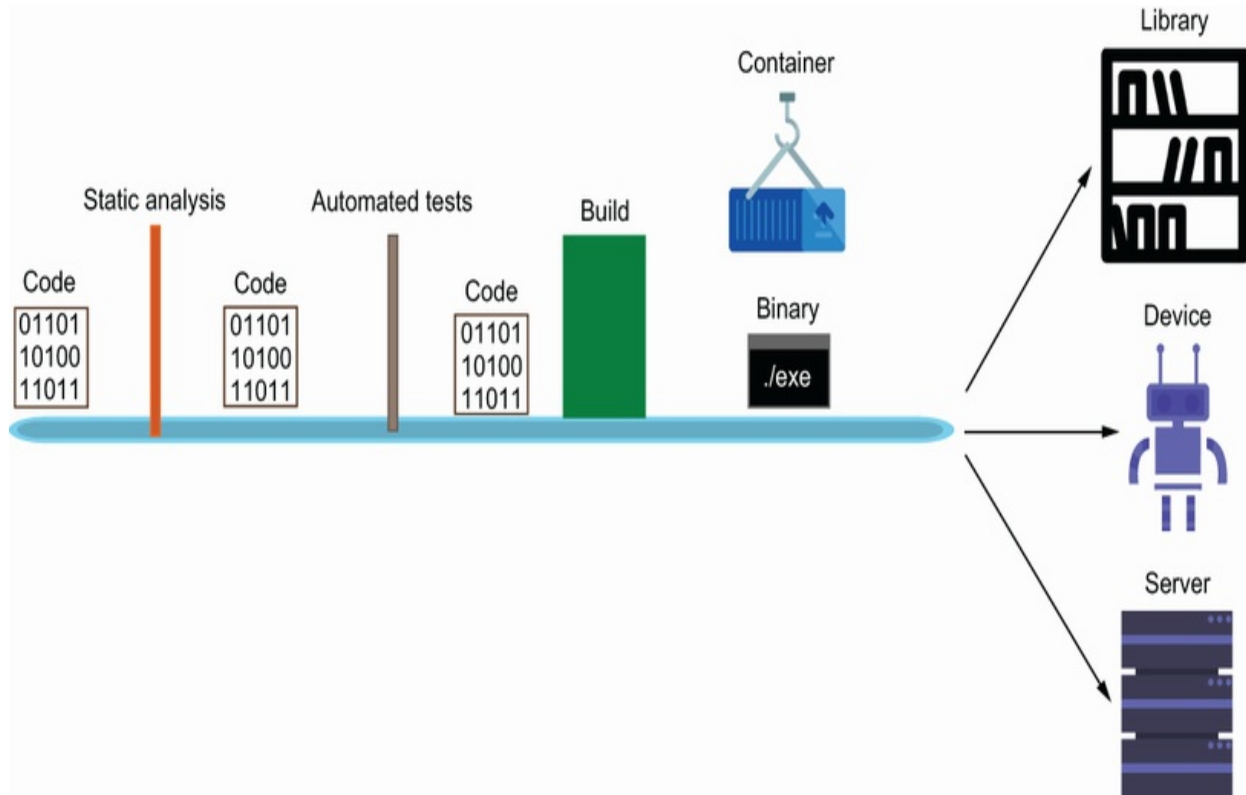 Library
Container
Static analysis
Automated tests
Build
Code
01101
10100
11011
Code
01101
10100
11011
Code
01101
10100
11011
Binary
./exe
Device
Server